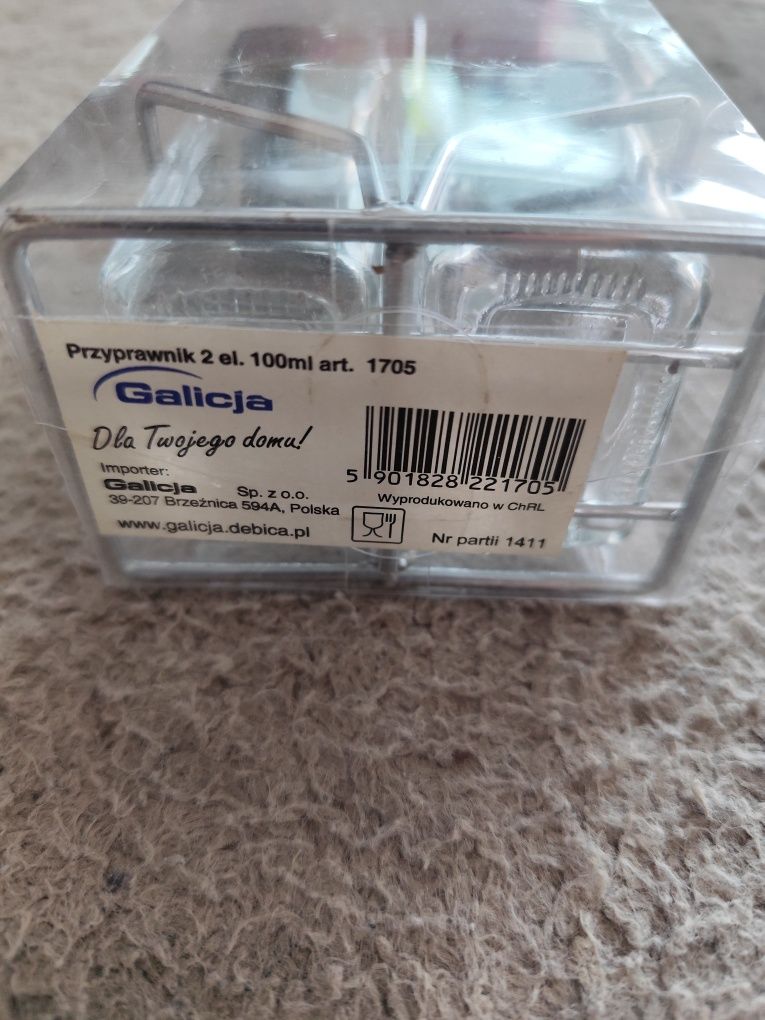 Przyprawnik 2 el. 100ml art. 1705
Galicja
Dla Twojego domu!
Importer:
Galicja Sp. z o.o.
39-207 Brzeźnica 594A, Polska
www.galicja.debica.pl
5 901828 221705
Wyprodukowano w ChRL
Nr partii 1411